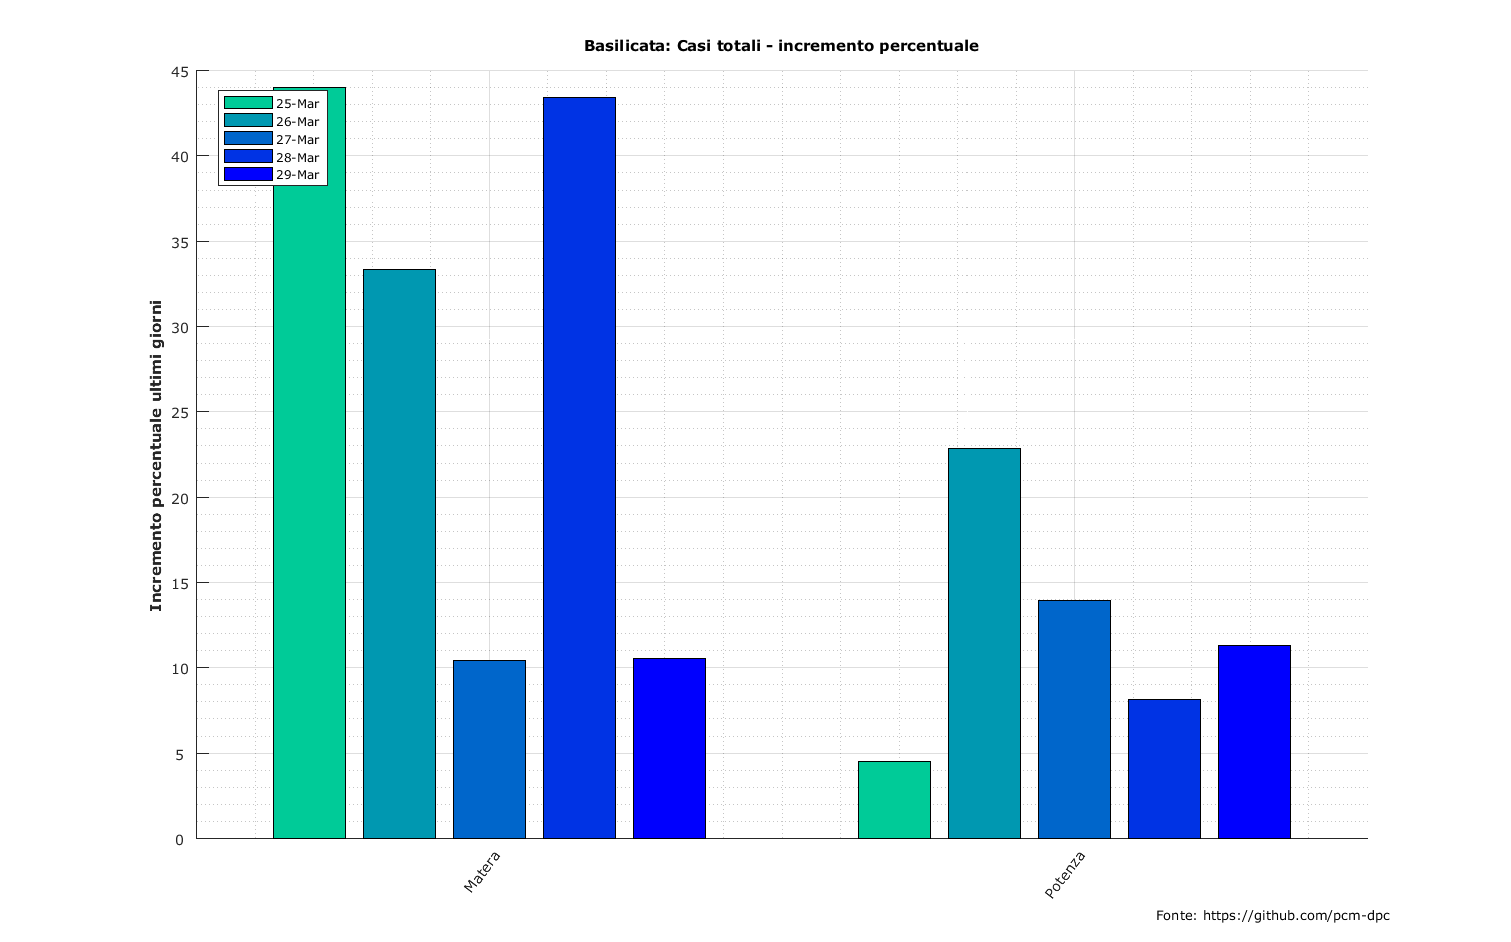 Basilicata: Casi totali - incremento percentuale
Incremento percentuale ultimi giorni
45
40
35
30
25
20
15
10
5
0
25-Mar
26-Mar
27-Mar
28-Mar
29-Mar
Matera
Potenza
Fonte: https://github.com/pcm-dpc